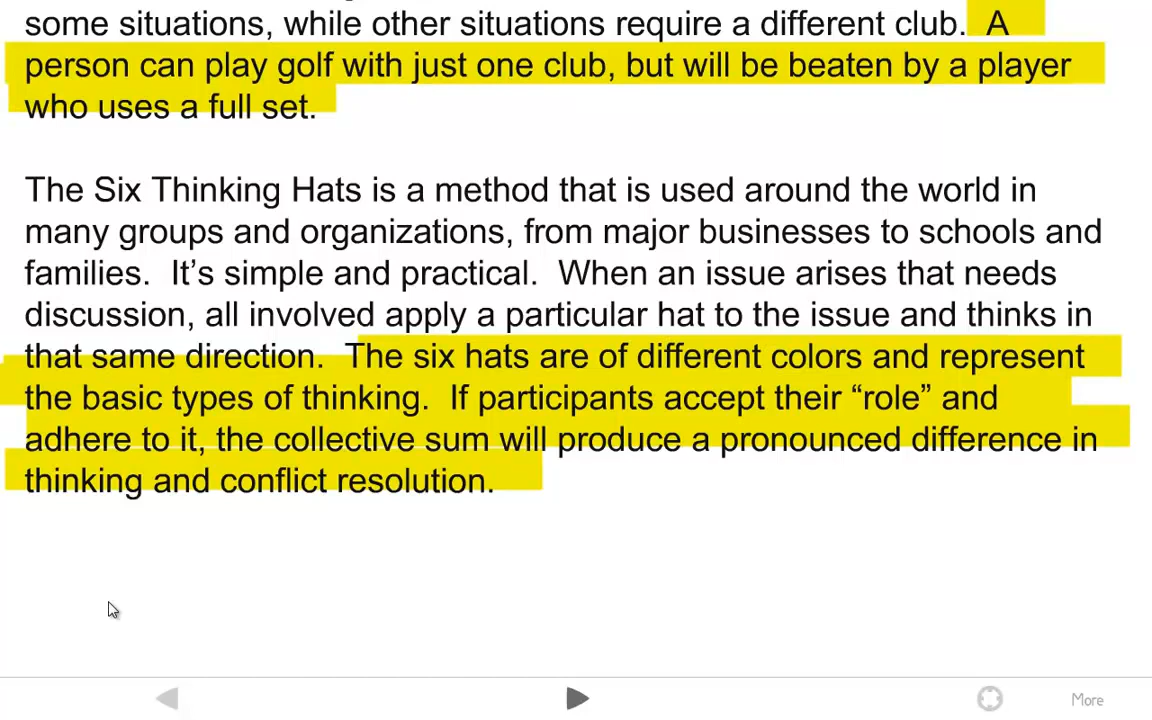 some situations, while other situations require a different club.  A
person can play golf with just one club, but will be beaten by a player
who uses a full set.
The Six Thinking Hats is a method that is used around the world in
many groups and organizations, from major businesses to schools and
families.  It’s simple and practical.  When an issue arises that needs
discussion, all involved apply a particular hat to the issue and thinks in
that same direction.  The six hats are of different colors and represent
the basic types of thinking.  If participants accept their “role” and
adhere to it, the collective sum will produce a pronounced difference in
thinking and conflict resolution.
More